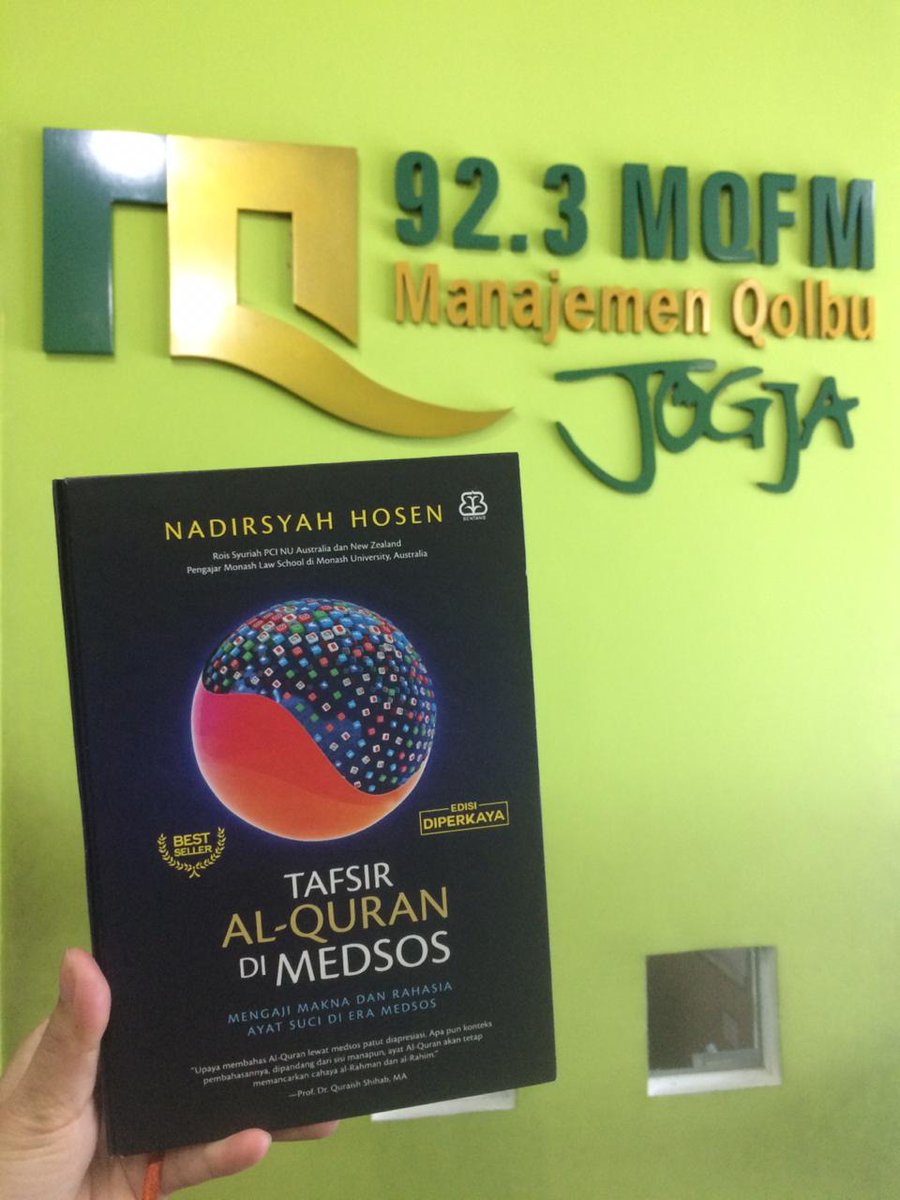 92.3 MQFM
Manajemen Qolbu
JOGJA
NADIRSYAH HOSEN
BENTANG
Rois Syuriah PCI NU Australia dan New Zealand
Pengajar Monash Law School di Monash University, Australia
EDISI
DIPERKAYA
BEST
SELLER
TAFSIR
AL-QURAN
DI MEDSOS
MENGAJI MAKNA DAN RAHASIA
AYAT SUCI DI ERA MEDSOS
"Upaya membahas Al-Quran lewat medsos patut diapresiasi. Apa pun konteks
pembahasannya, dipandang dari sisi manapun, ayat Al-Quran akan tetap
memancarkan cahaya al-Rahman dan al-Rahim."
—Prof. Dr. Quraish Shihab, MA